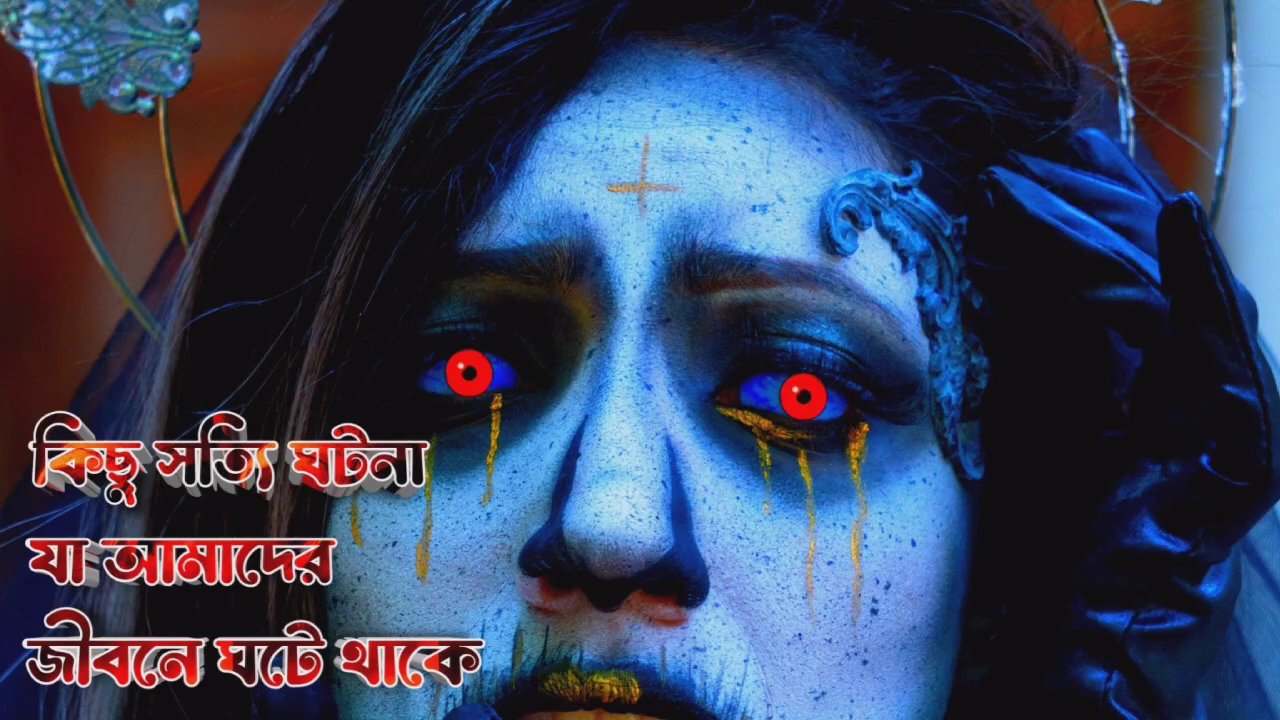 কিছু সত্যি ঘটনা
যা আমাদের
জীবনে ঘটে থাকে